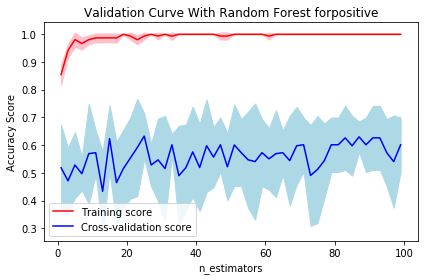 Validation Curve With Random Forest forpositive
Accuracy Score
1.0
0.9
0.8
0.7
0.6
0.5
0.4
0.3
Training score
Cross-validation score
0 20 40 60 80 100
n_estimators